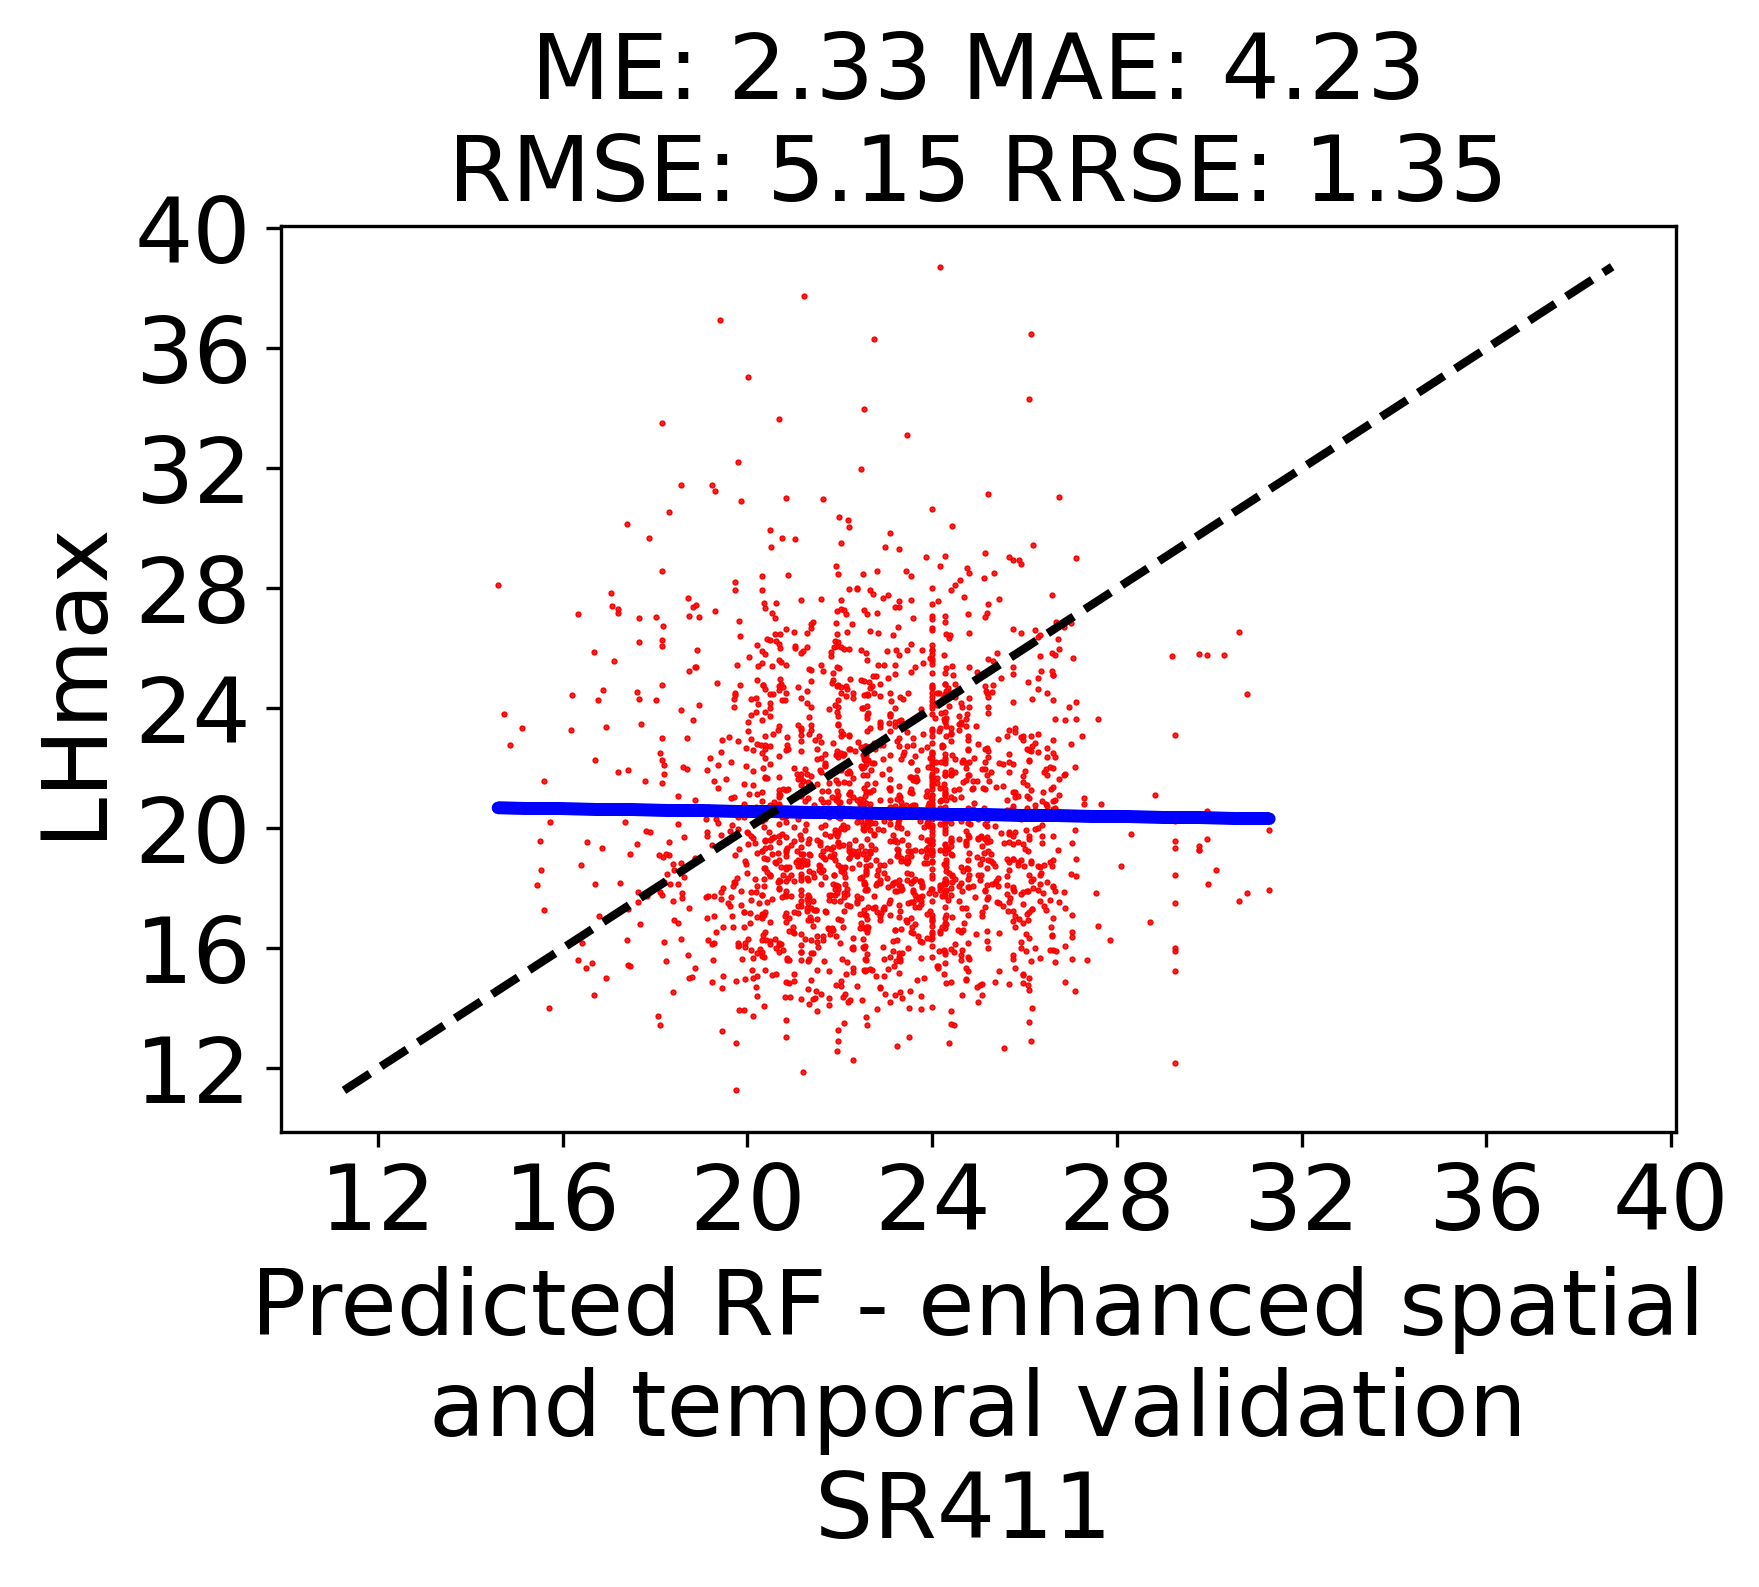 ME: 2.33 MAE: 4.23
RMSE: 5.15 RRSE: 1.35
40
36
32
28
24
20
16
12
LHmax
12 16 20 24 28 32 36 40
Predicted RF - enhanced spatial
and temporal validation
SR411